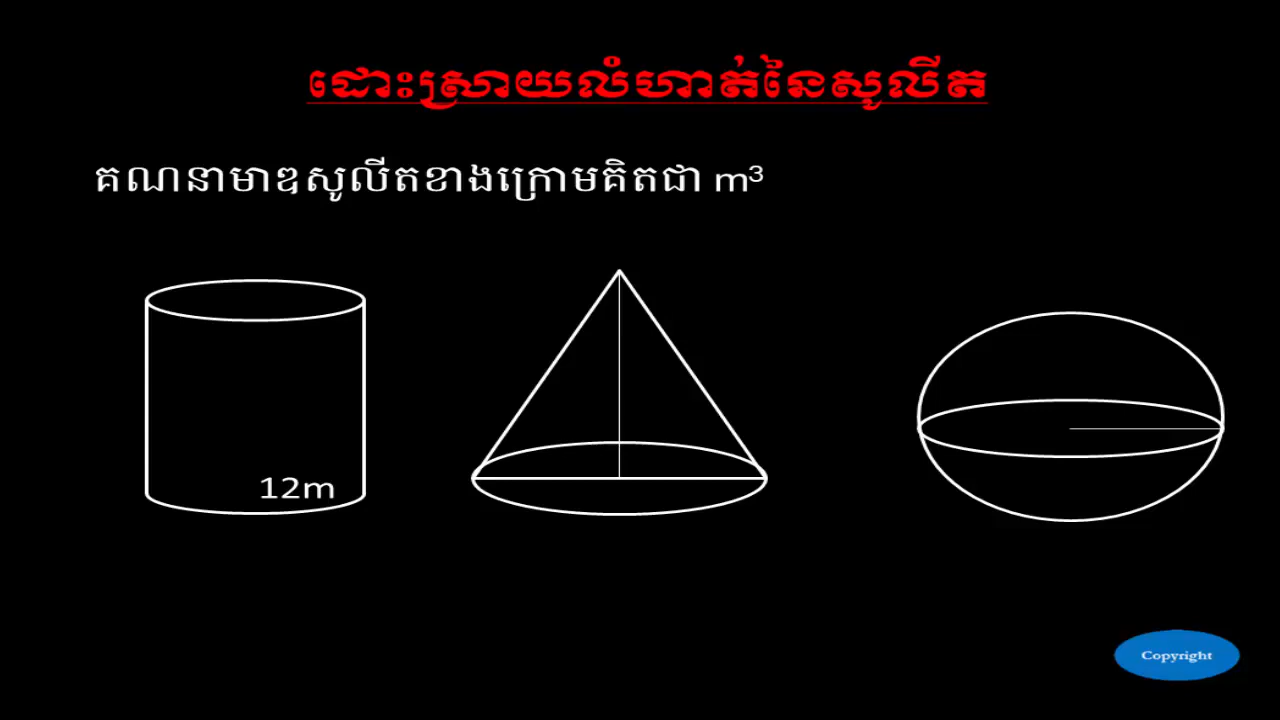 ដោះស្រាយលំហាត់នៃសូលីត
គណនាមាឌសូលីតខាងក្រោមគិតជា m³
12m
Copyright